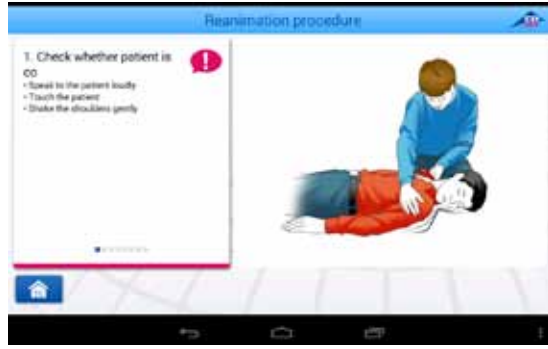 Reanimation procedure
1. Check whether patient is
co
• Speak to the patient loudly
• Touch the patient
• Shake the shoulders gently